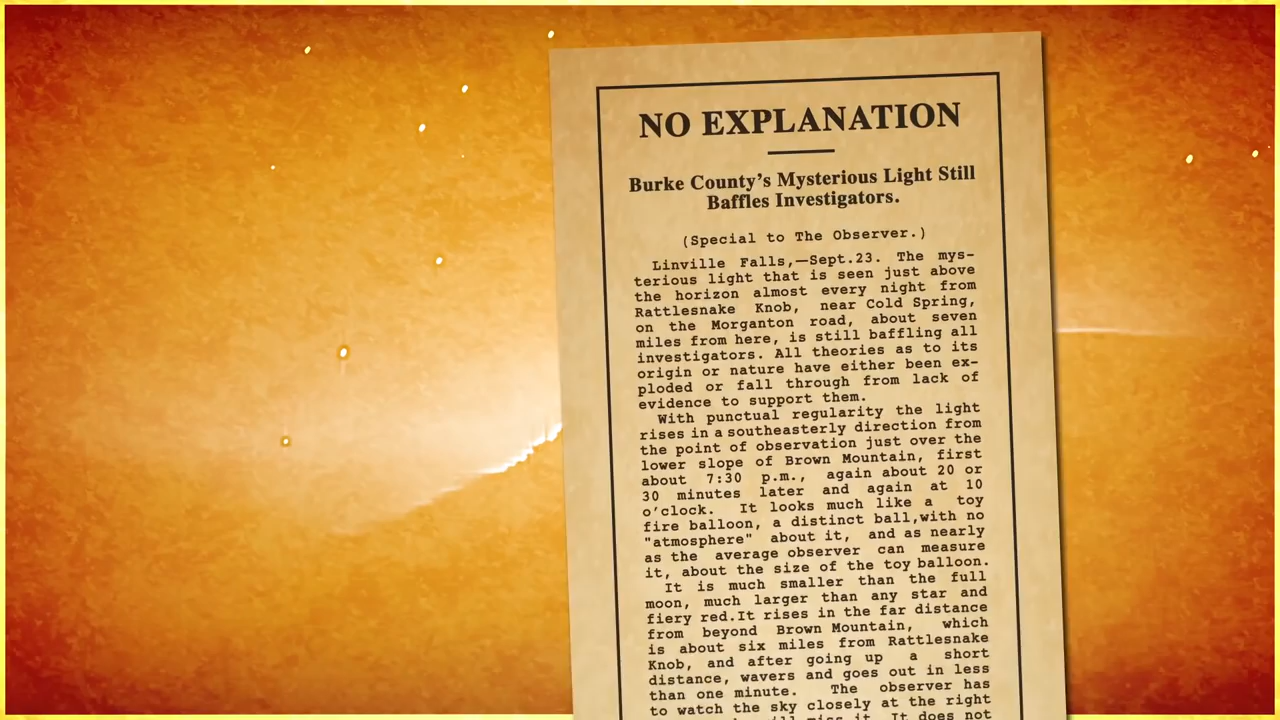 NO EXPLANATION
Burke County's Mysterious Light Still
Baffles Investigators.
(Special to The Observer.)
Linville Falls,—Sept.23. The mys-
terious light that is seen just above
the horizon almost every night from
Rattlesnake Knob, near Cold Spring,
on the Morganton road, about seven
miles from here, is still baffling all
investigators. All theories as to its
origin or nature have either been ex-
ploded or fall through from lack of
evidence to support them.
With punctual regularity the light
rises in a southeasterly direction from
the point of observation just over the
lower slope of Brown Mountain, first
about 7:30 p.m., again about 20 or
30 minutes later and again at 10
o'clock. It looks much like a toy
fire balloon, a distinct ball,with no
"atmosphere" about it, and as nearly
as the average observer can measure
it, about the size of the toy balloon.
It is much smaller than the full
moon, much larger than any star and
fiery red.It rises in the far distance
from beyond Brown Mountain, which
is about six miles from Rattlesnake
Knob, and after going up a short
distance, wavers and goes out in less
than one minute. The observer has
to watch the sky closely at the right
miss it. It does not